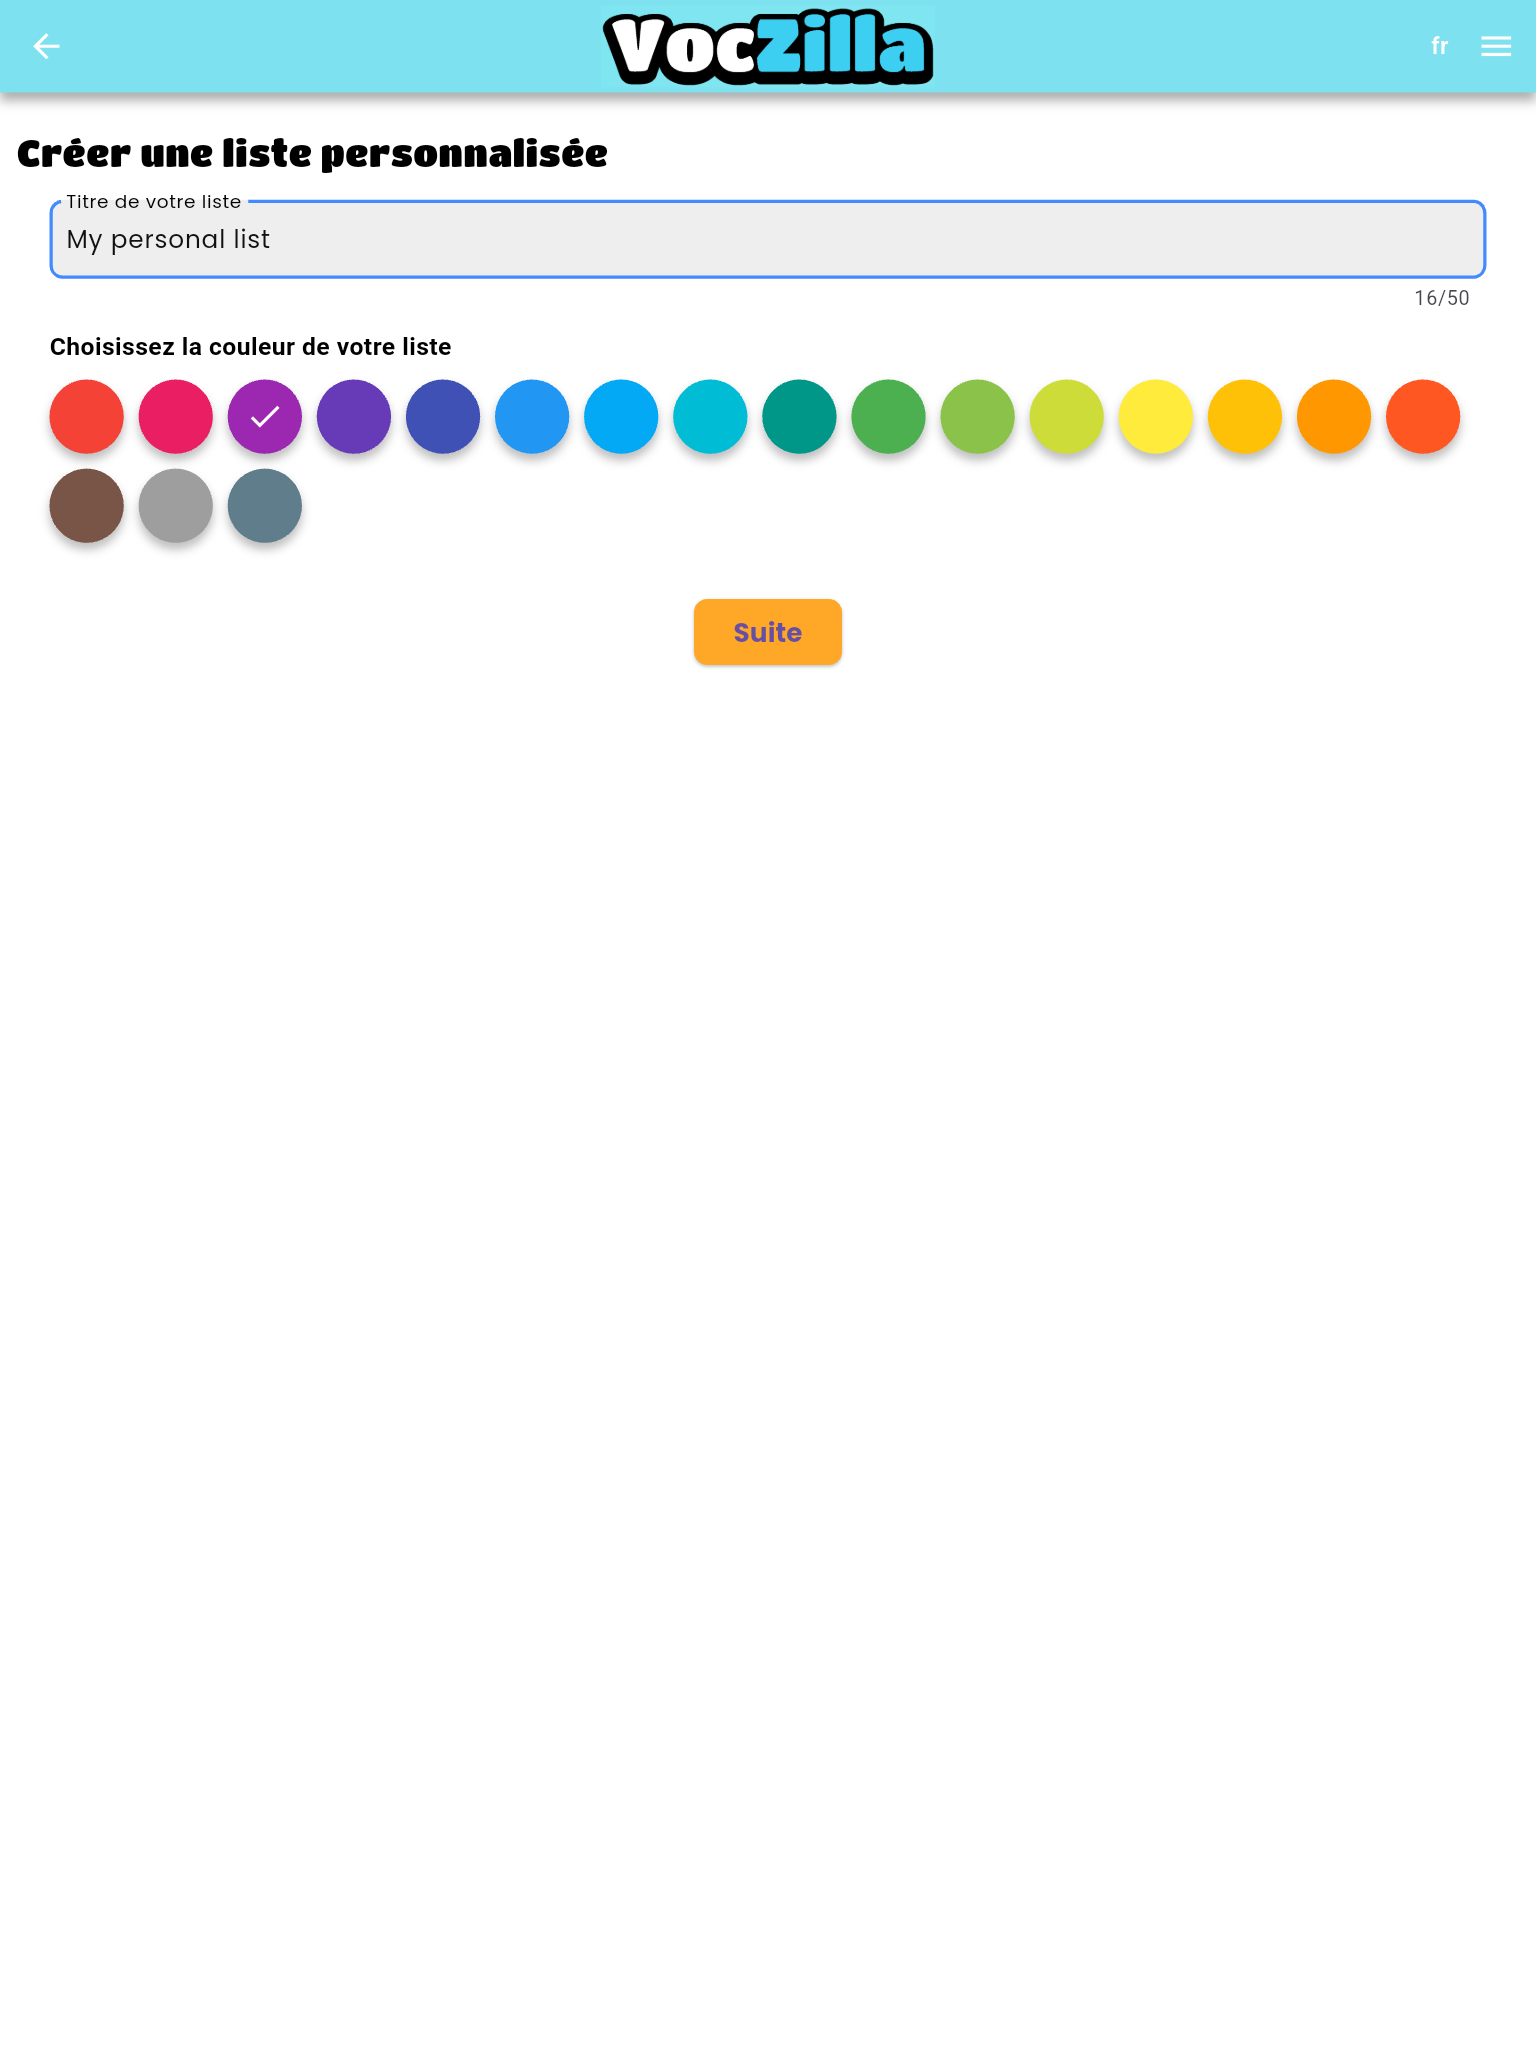 VocZilla
fr
Créer une liste personnalisée
Titre de votre liste
My personal list
16/50
Choisissez la couleur de votre liste
Suite